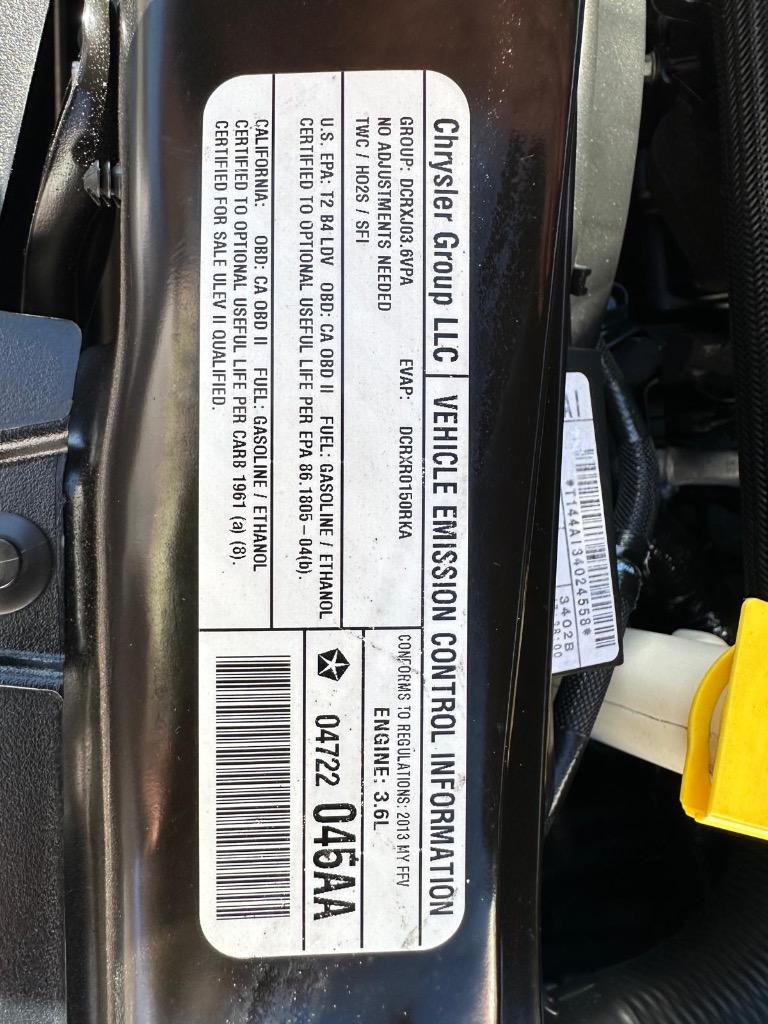 Chrysler Group LLC VEHICLE EMISSION CONTROL INFORMATION
GROUP: DCRXJ03.6VPA EVAP: DCRXR0150RKA
NO ADJUSTMENTS NEEDED
TWC / HO2S / SFI
CONFORMS TO REGULATIONS: 2013 MY FFV
ENGINE: 3.6L
U.S. EPA: T2 B4 LDV OBD: CA OBD II FUEL: GASOLINE / ETHANOL
CERTIFIED TO OPTIONAL USEFUL LIFE PER EPA 86.1805-04(b).
04722 045AA
CALIFORNIA: OBD: CA OBD II FUEL: GASOLINE / ETHANOL
CERTIFIED TO OPTIONAL USEFUL LIFE PER CARB 1961 (a) (8).
CERTIFIED FOR SALE ULEV II QUALIFIED.
*T144A134024558*
3402B